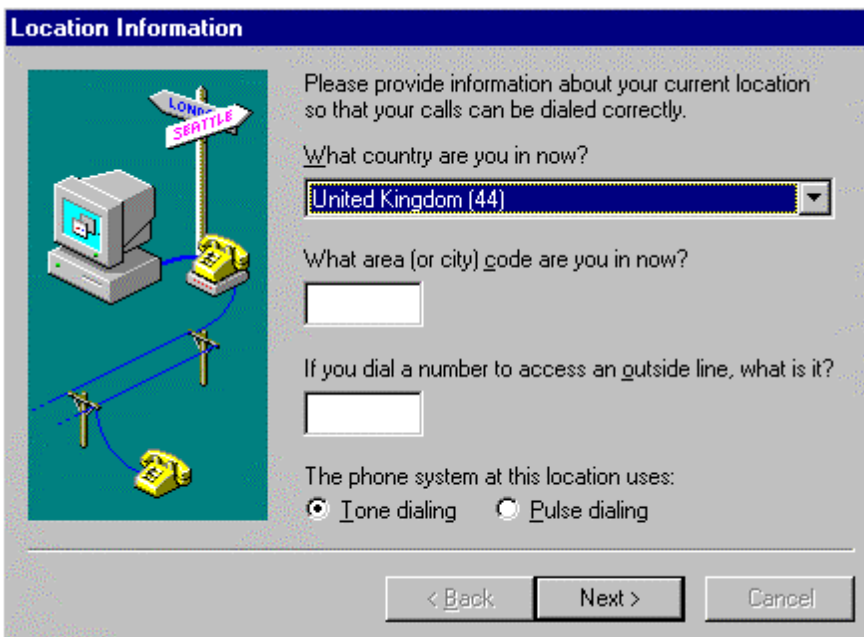 Location Information
LOND
SEATTLE
Please provide information about your current location
so that your calls can be dialed correctly.
What country are you in now?
United Kingdom (44)
What area (or city) code are you in now?
If you dial a number to access an outside line, what is it?
The phone system at this location uses:
Tone dialing Pulse dialing
< Back Next > Cancel